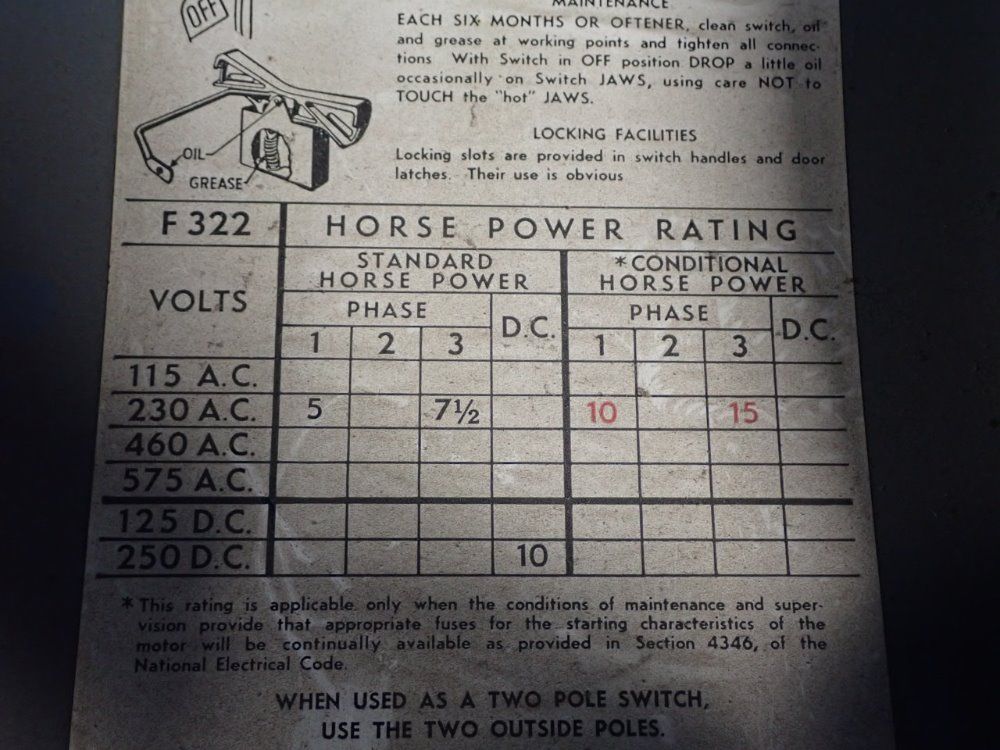 OFF
MAINTENANCE
EACH SIX MONTHS OR OFTENER, clean switch, oil
and grease at working points and tighten all connec-
tions With Switch in OFF position DROP a little oil
occasionally on Switch JAWS, using care NOT to
TOUCH the "hot" JAWS.
OIL
GREASE
LOCKING FACILITIES
Locking slots are provided in switch handles and door
latches. Their use is obvious
F 322 HORSE POWER RATING
STANDARD HORSE POWER *CONDITIONAL HORSE POWER
VOLTS PHASE D.C. PHASE D.C.
1 2 3 1 2 3
115 A.C.
230 A.C. 5 7½ 10 15
460 A.C.
575 A.C.
125 D.C.
250 D.C. 10
* This rating is applicable only when the conditions of maintenance and super-
vision provide that appropriate fuses for the starting characteristics of the
motor will be continually available as provided in Section 4346, of the
National Electrical Code.
WHEN USED AS A TWO POLE SWITCH,
USE THE TWO OUTSIDE POLES.